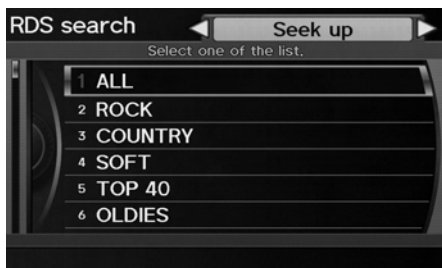 RDS search
Seek up
Select one of the list.
1 ALL
2 ROCK
3 COUNTRY
4 SOFT
5 TOP 40
6 OLDIES